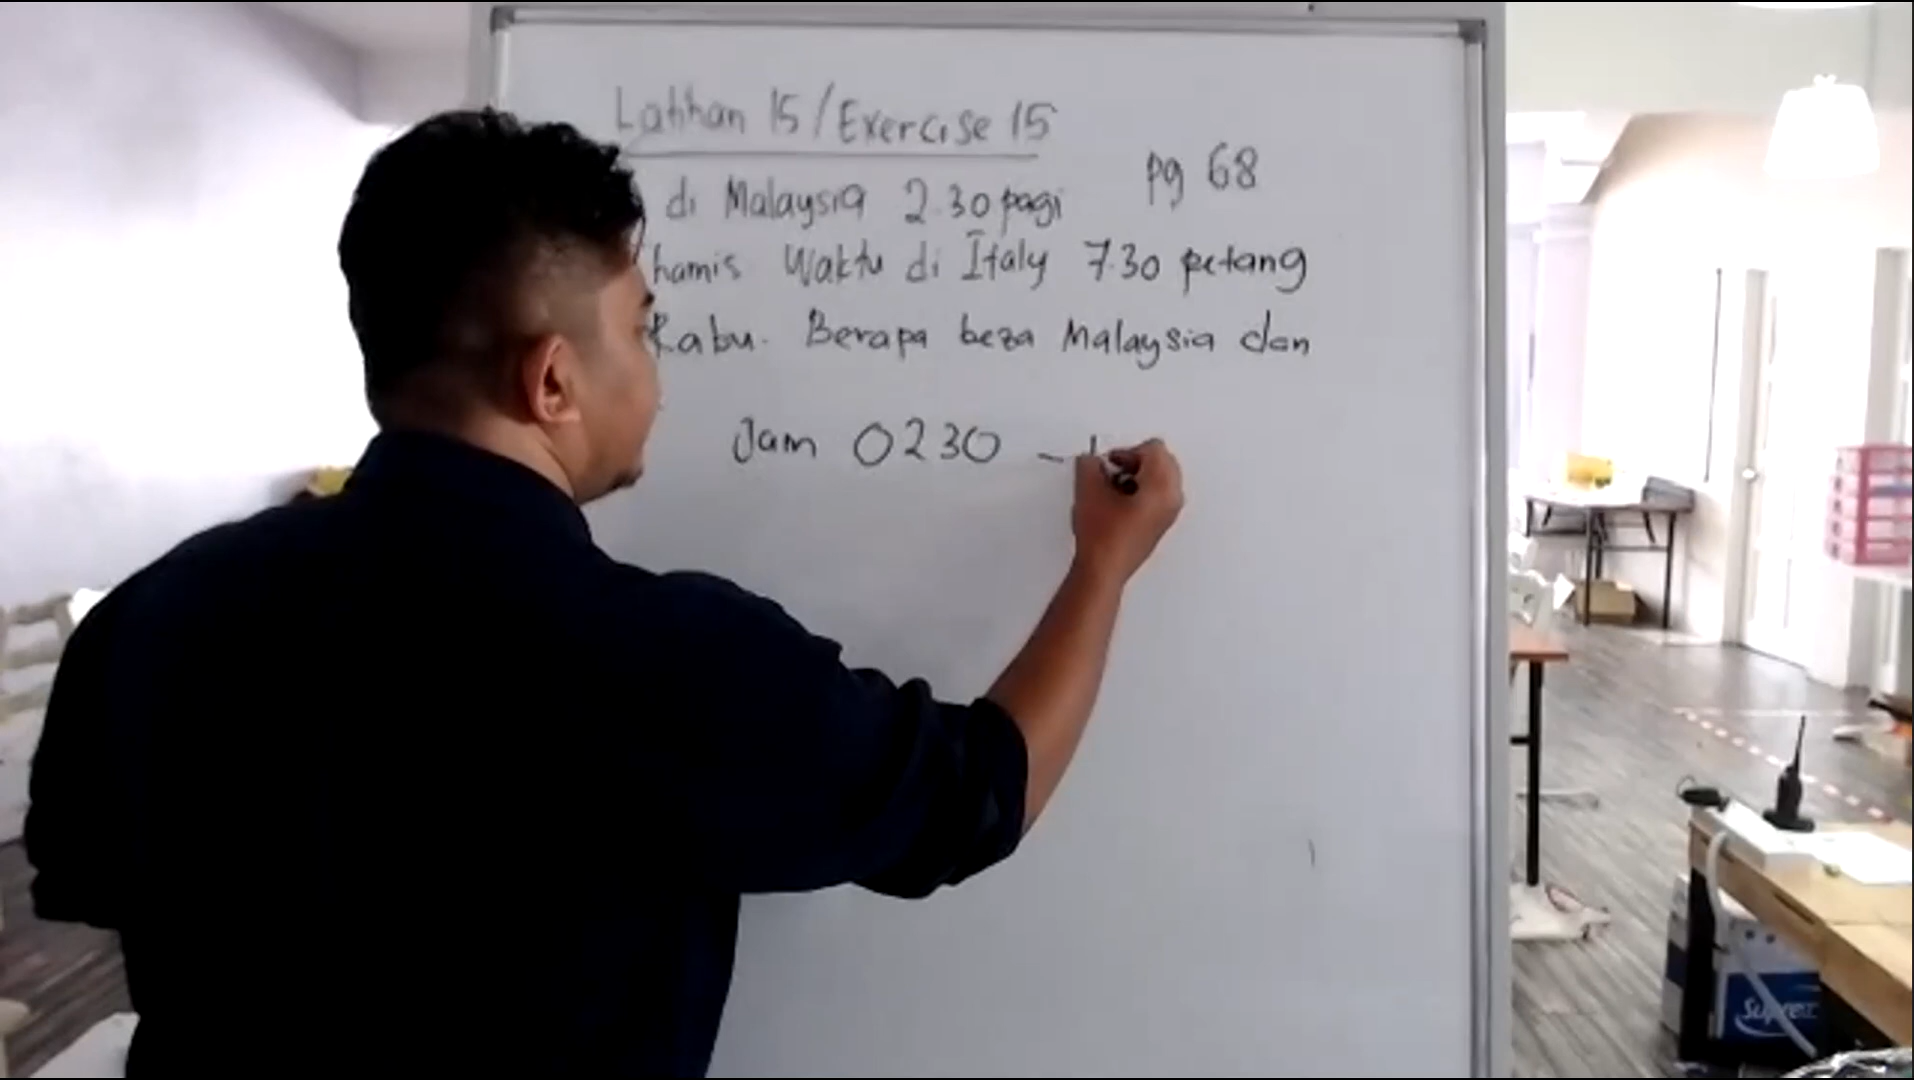 Latihan 15/Exercise 15
pg 68
di Malaysia 2.30 pagi
hamis Waktu di Italy 7.30 petang
Rabu. Berapa beza Malaysia dan
Jam 0230 -